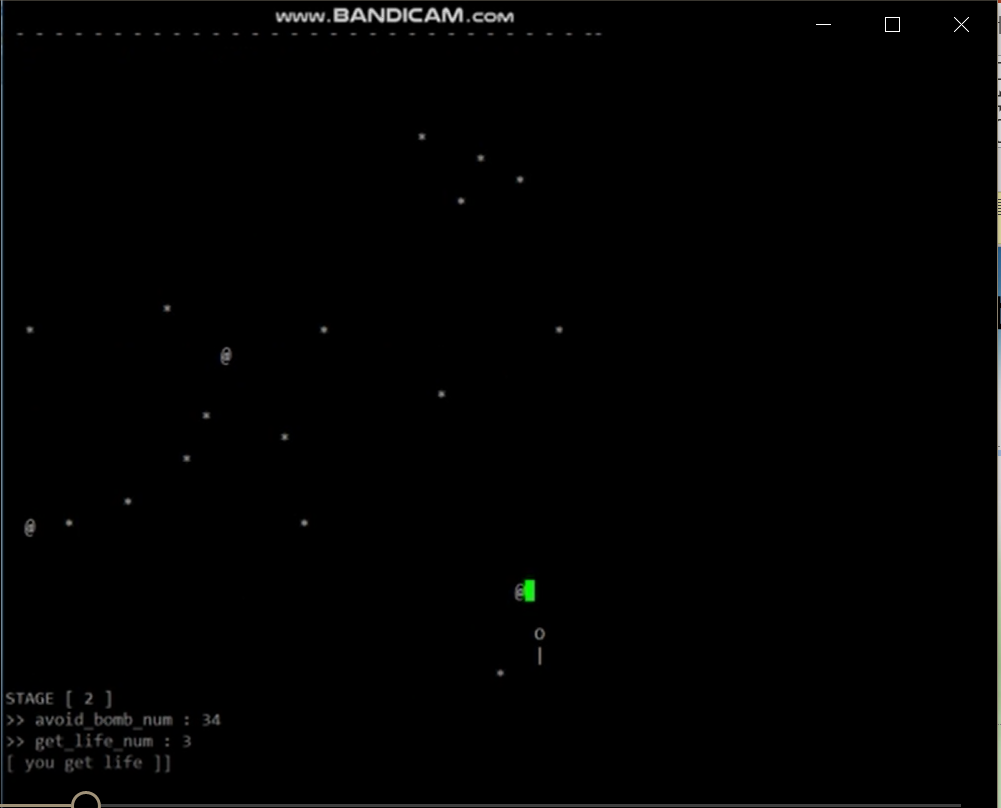 www.BANDICAM.com
STAGE [ 2 ]
>> avoid_bomb_num : 34
>> get_life_num : 3
[ you get life ]]